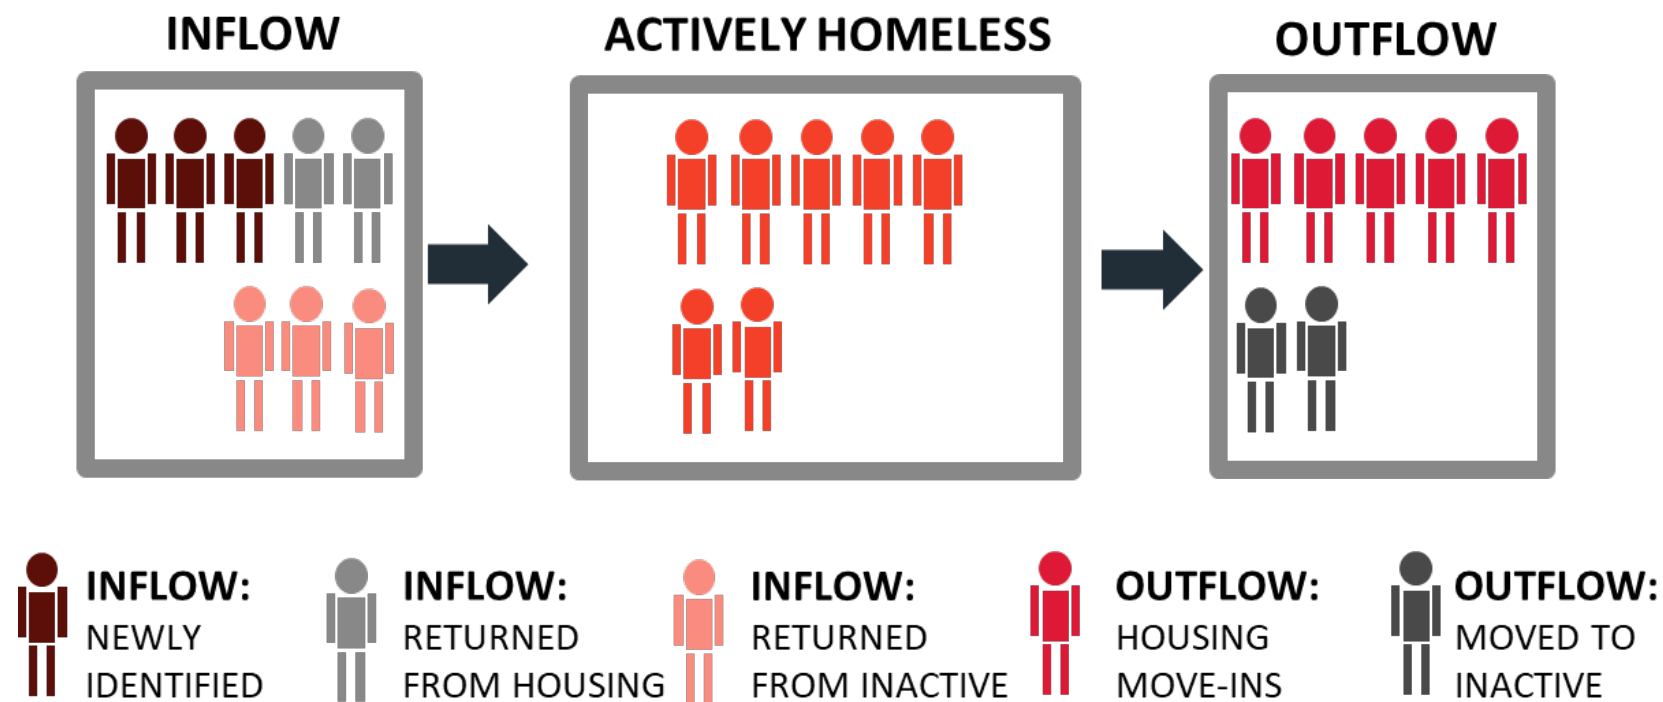 INFLOW
ACTIVELY HOMELESS
OUTFLOW
INFLOW:
NEWLY
IDENTIFIED
INFLOW:
RETURNED
FROM HOUSING
INFLOW:
RETURNED
FROM INACTIVE
OUTFLOW:
HOUSING
MOVE-INS
OUTFLOW:
MOVED TO
INACTIVE